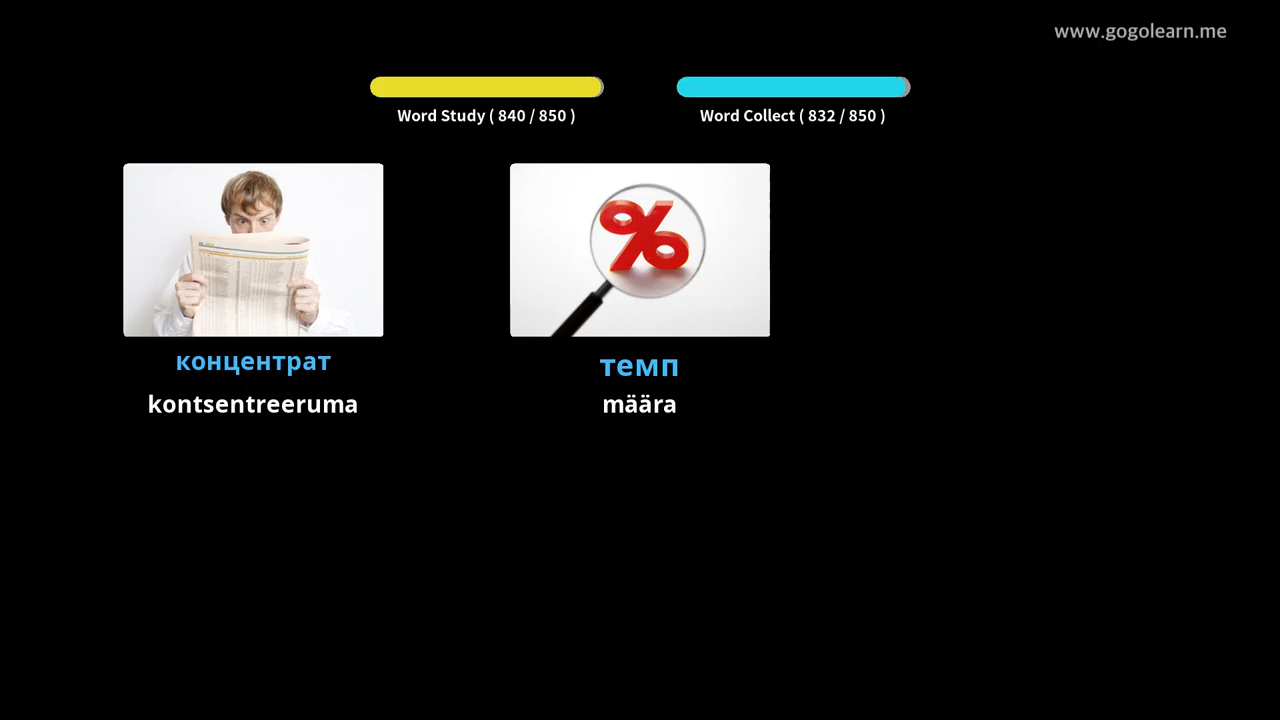 www.gogolearn.me
Word Study ( 840 / 850 )
Word Collect ( 832 / 850 )
%
концентрат
темп
kontsentreeruma
määra